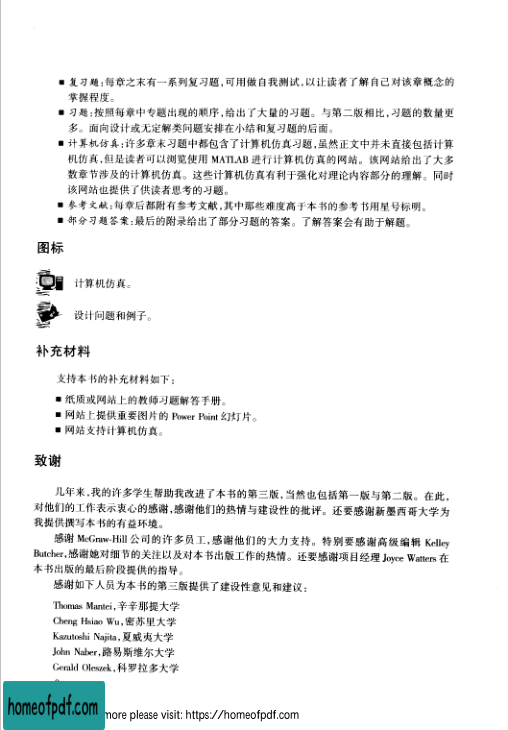 ■ 复习题:每章之末有一系列复习题,可用做自我测试,以让读者了解自己对该章概念的
掌握程度。
■ 习题:按照每章中专题出现的顺序,给出了大量的习题。与第二版相比,习题的数量更
多。面向设计或无定解类问题安排在小结和复习题的后面。
■ 计算机仿真:许多章末习题中都包含了计算机仿真习题,虽然正文中并未直接包括计算
机仿真,但是读者可以浏览使用 MATLAB 进行计算机仿真的网站。该网站给出了大多
数章节涉及的计算机仿真。这些计算机仿真有利于强化对理论内容部分的理解。同时
该网站也提供了供读者思考的习题。
■ 参考文献:每章后都附有参考文献,其中那些难度高于本书的参考书用星号标明。
■ 部分习题答案:最后的附录给出了部分习题的答案。了解答案会有助于解题。
图标
计算机仿真。
设计问题和例子。
补充材料
支持本书的补充材料如下:
■ 纸质或网站上的教师习题解答手册。
■ 网站上提供重要图片的 Power Point 幻灯片。
■ 网站支持计算机仿真。
致谢
几年来,我的许多学生帮助我改进了本书的第三版,当然也包括第一版与第二版。在此,
对他们的工作表示衷心的感谢,感谢他们的热情与建设性的批评。还要感谢新墨西哥大学为
我提供撰写本书的有益环境。
感谢 McGraw-Hill 公司的许多员工,感谢他们的大力支持。特别要感谢高级编辑 Kelley
Butcher,感谢她对细节的关注以及对本书出版工作的热情。还要感谢项目经理 Joyce Watters 在
本书出版的最后阶段提供的指导。
感谢如下人员为本书的第三版提供了建设性意见和建议:
Thomas Mantei,辛辛那提大学
Cheng Hsiao Wu,密苏里大学
Kazutoshi Najita,夏威夷大学
John Naber,路易斯维尔大学
Gerald Oleszek,科罗拉多大学
homeofpdf.com
more please visit: https://homeofpdf.com